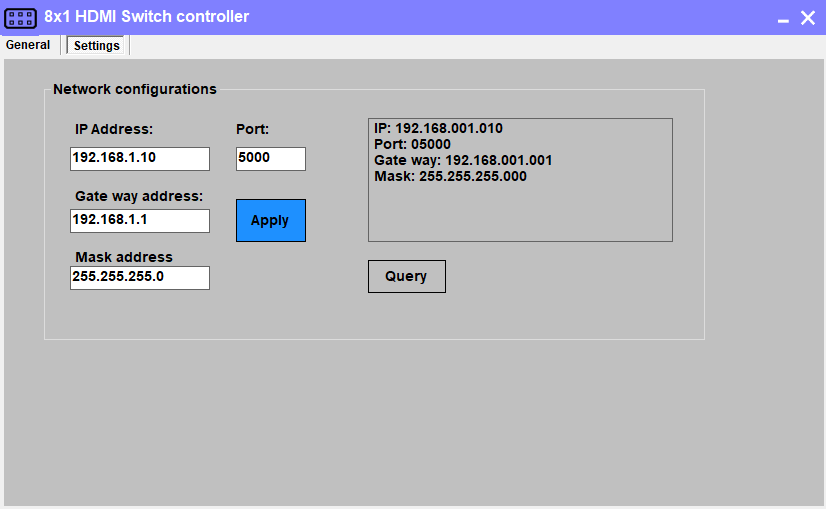 8x1 HDMI Switch controller
General Settings
Network configurations
IP Address: Port:
192.168.1.10 5000
Gate way address:
192.168.1.1
Apply
Mask address
255.255.255.0
IP: 192.168.001.010
Port: 05000
Gate way: 192.168.001.001
Mask: 255.255.255.000
Query